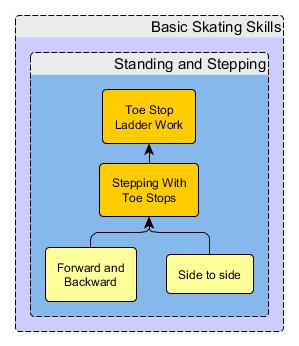 Basic Skating Skills
Standing and Stepping
Toe Stop
Ladder Work
Stepping With
Toe Stops
Forward and
Backward
Side to side